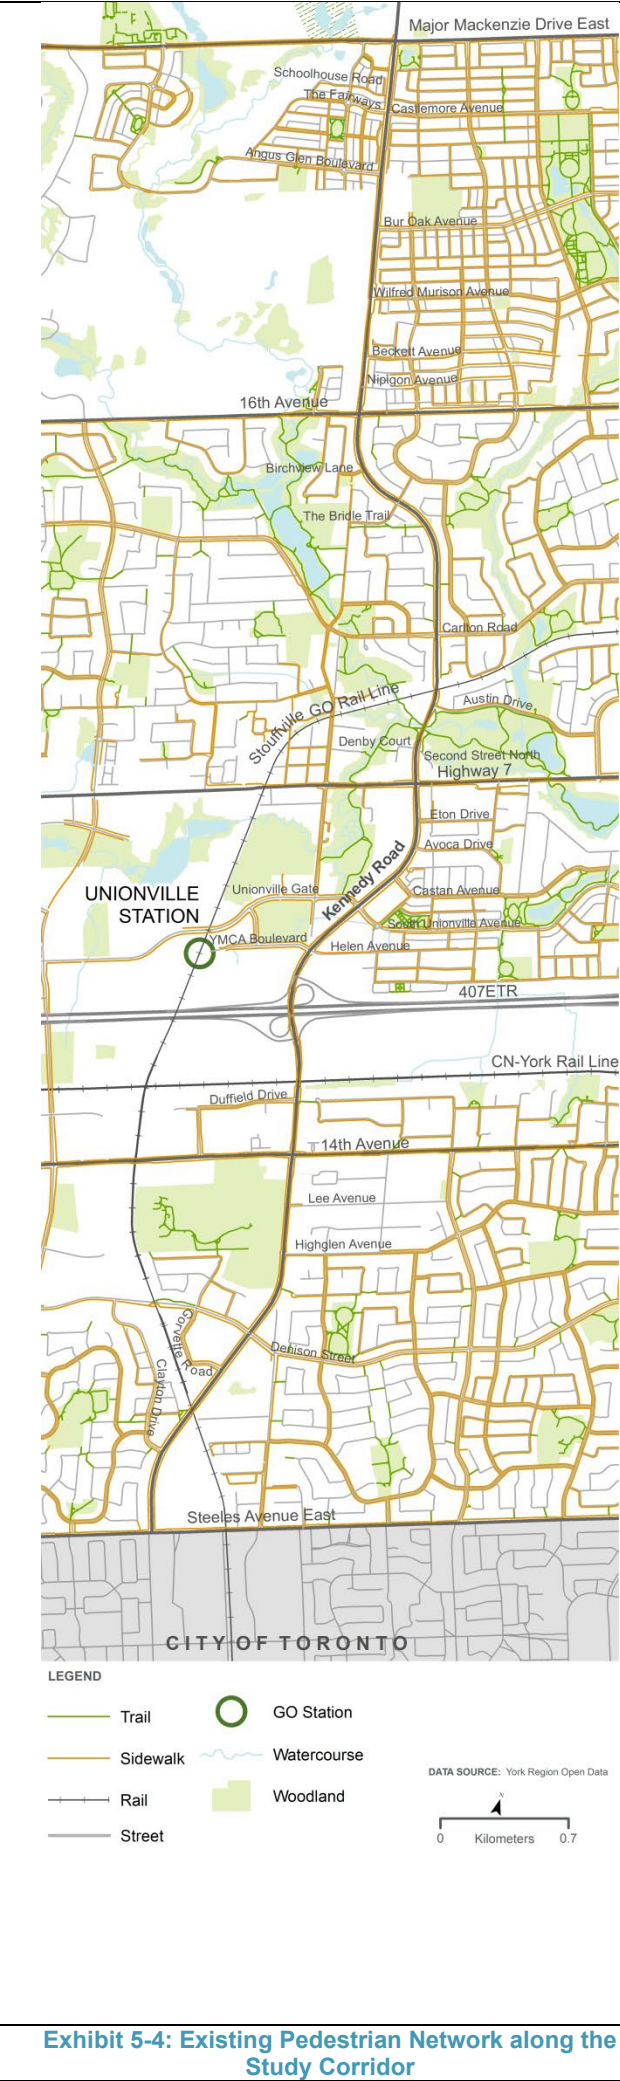 Major Mackenzie Drive East
Schoolhouse Road
The Fairways
Castlemore Avenue
Angus Glen Boulevard
Bur Oak Avenue
Wilfred Murison Avenue
Beckett Avenue
Nipigon Avenue
16th Avenue
Birchview Lane
The Bridle Trail
Carlton Road
Stouffville GO Rail Line
Austin Drive
Denby Court
Second Street North
Highway 7
Eton Drive
Avoca Drive
Kennedy Road
Unionville Gate
Castan Avenue
UNIONVILLE
STATION
South Unionville Avenue
YMCA Boulevard
Helen Avenue
407ETR
CN-York Rail Line
Duffield Drive
14th Avenue
Lee Avenue
Highglen Avenue
Gorvette Road
Denison Street
Clayton Drive
Steeles Avenue East
CITY OF TORONTO
LEGEND
Trail
GO Station
Sidewalk
Watercourse
Rail
Woodland
Street
DATA SOURCE: York Region Open Data
N
0 Kilometers 0.7
Exhibit 5-4: Existing Pedestrian Network along the
Study Corridor